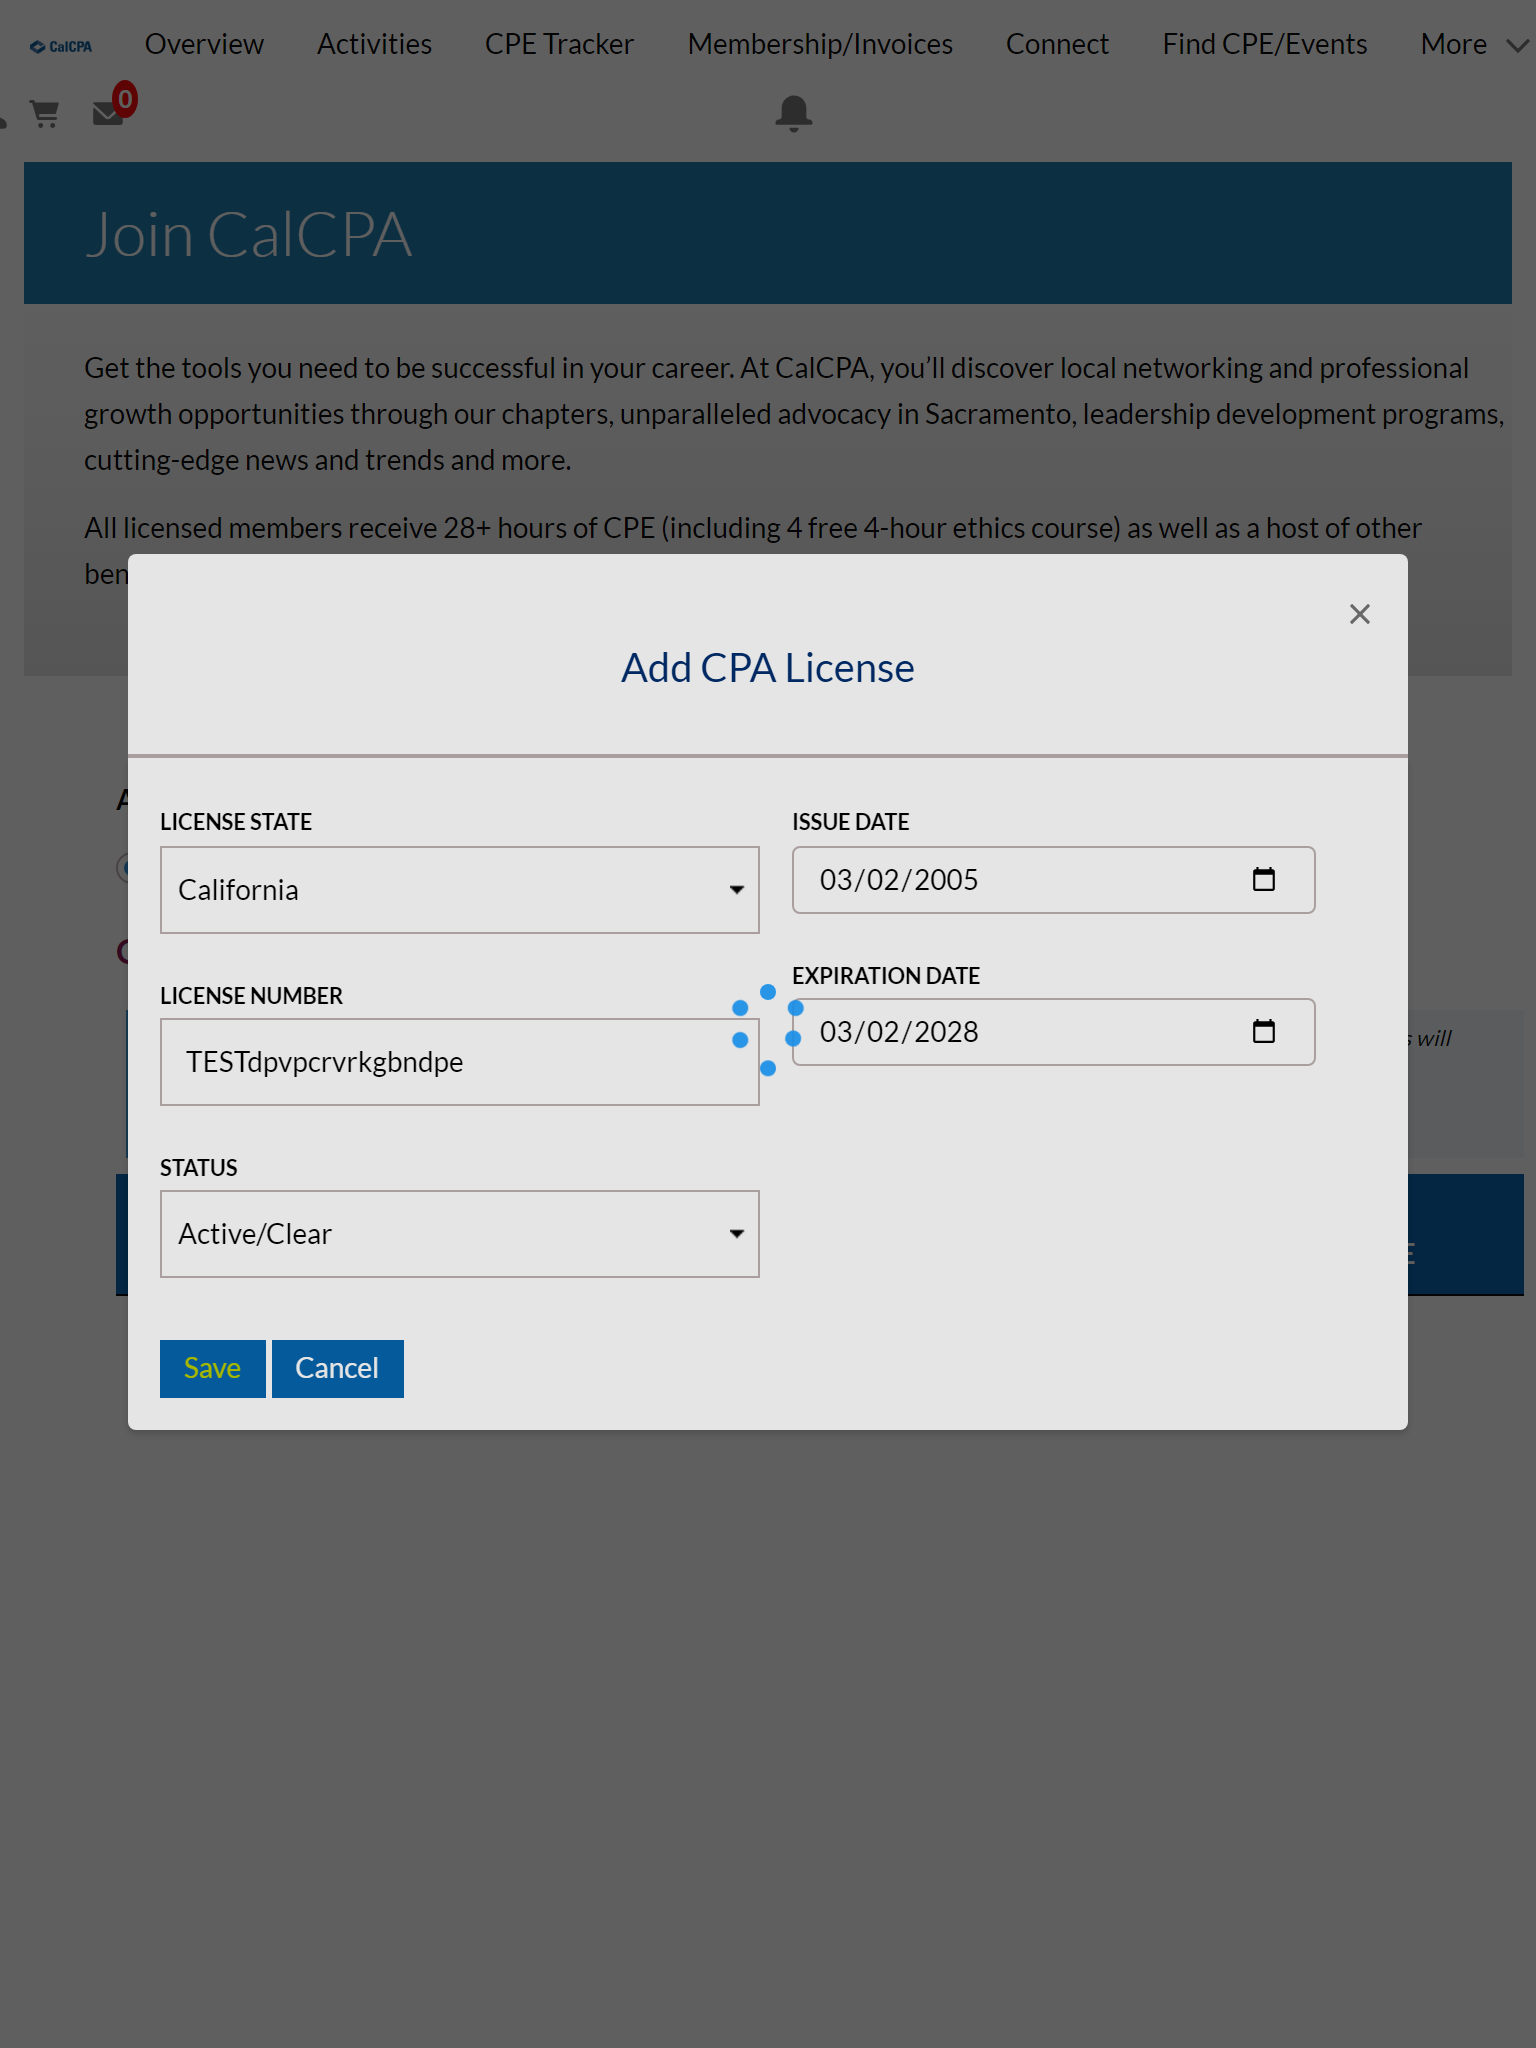 CalCPA Overview Activities CPE Tracker Membership/Invoices Connect Find CPE/Events More
0
Join CalCPA
Get the tools you need to be successful in your career. At CalCPA, you’ll discover local networking and professional
growth opportunities through our chapters, unparalleled advocacy in Sacramento, leadership development programs,
cutting-edge news and trends and more.
All licensed members receive 28+ hours of CPE (including 4 free 4-hour ethics course) as well as a host of other
Add CPA License
LICENSE STATE
California
ISSUE DATE
03/02/2005
LICENSE NUMBER
TESTdpvpcrvrkgbndpe
EXPIRATION DATE
03/02/2028
will
STATUS
Active/Clear
Save Cancel